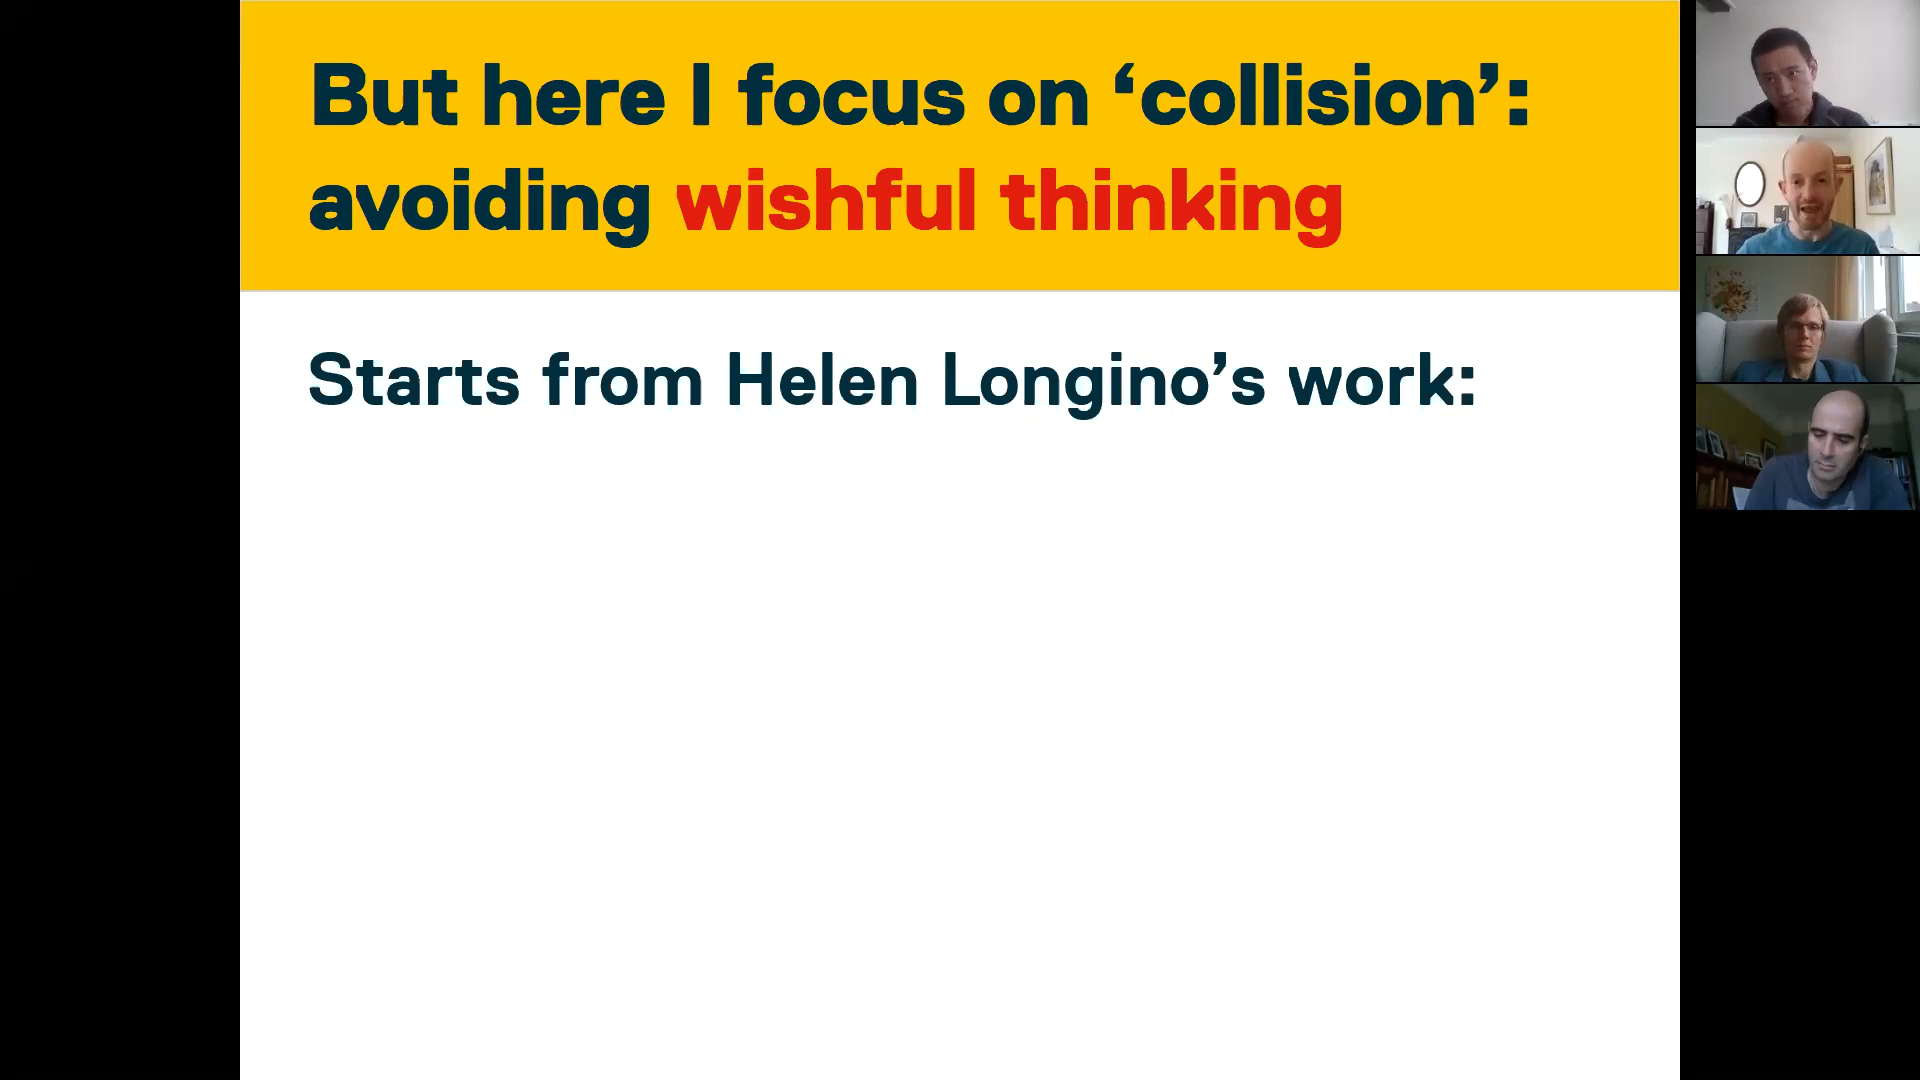 But here I focus on ‘collision’:
avoiding wishful thinking
Starts from Helen Longino’s work: